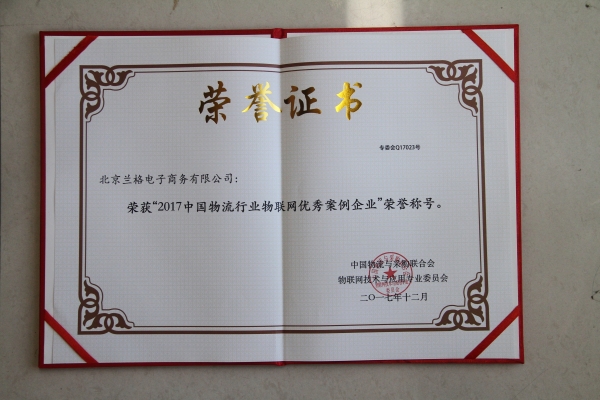 荣誉证书
专委会Q17023号
北京兰格电子商务有限公司：
荣获“2017中国物流行业物联网优秀案例企业”荣誉称号。
中国物流与采购联合会
物联网技术与应用专业委员会
二〇一七年十二月